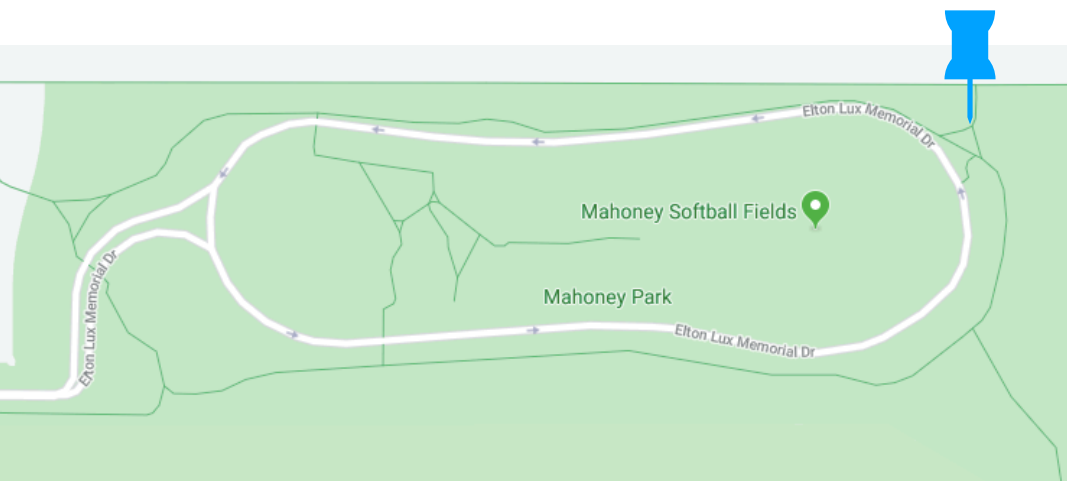 Elton Lux Memorial Dr
Mahoney Softball Fields
Mahoney Park
Elton Lux Memorial Dr
Elton Lux Memorial Dr